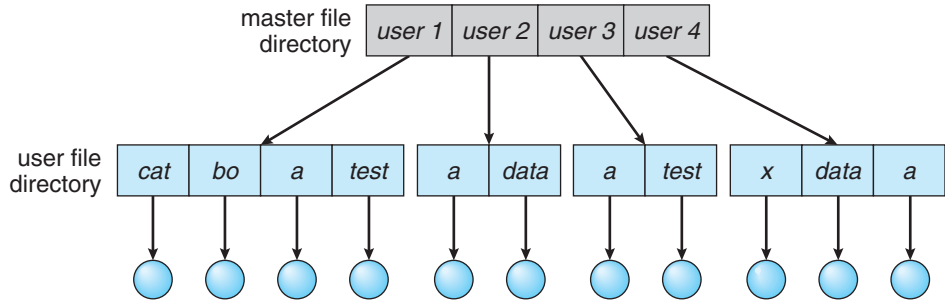 master file
directory
user 1 user 2 user 3 user 4
user file
directory
cat bo a test a data a test x data a